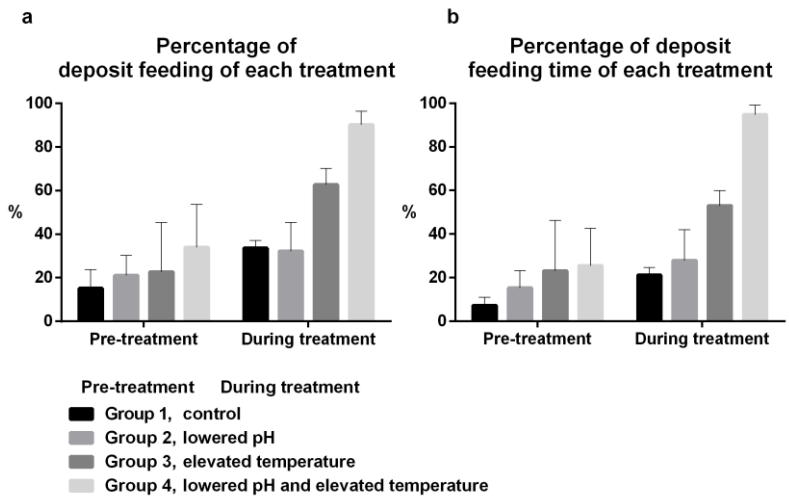 a
Percentage of
deposit feeding of each treatment
100
80
60
%
40
20
0
Pre-treatment During treatment
b
Percentage of deposit
feeding time of each treatment
100
80
60
%
40
20
0
Pre-treatment During treatment
Pre-treatment During treatment
Group 1, control
Group 2, lowered pH
Group 3, elevated temperature
Group 4, lowered pH and elevated temperature